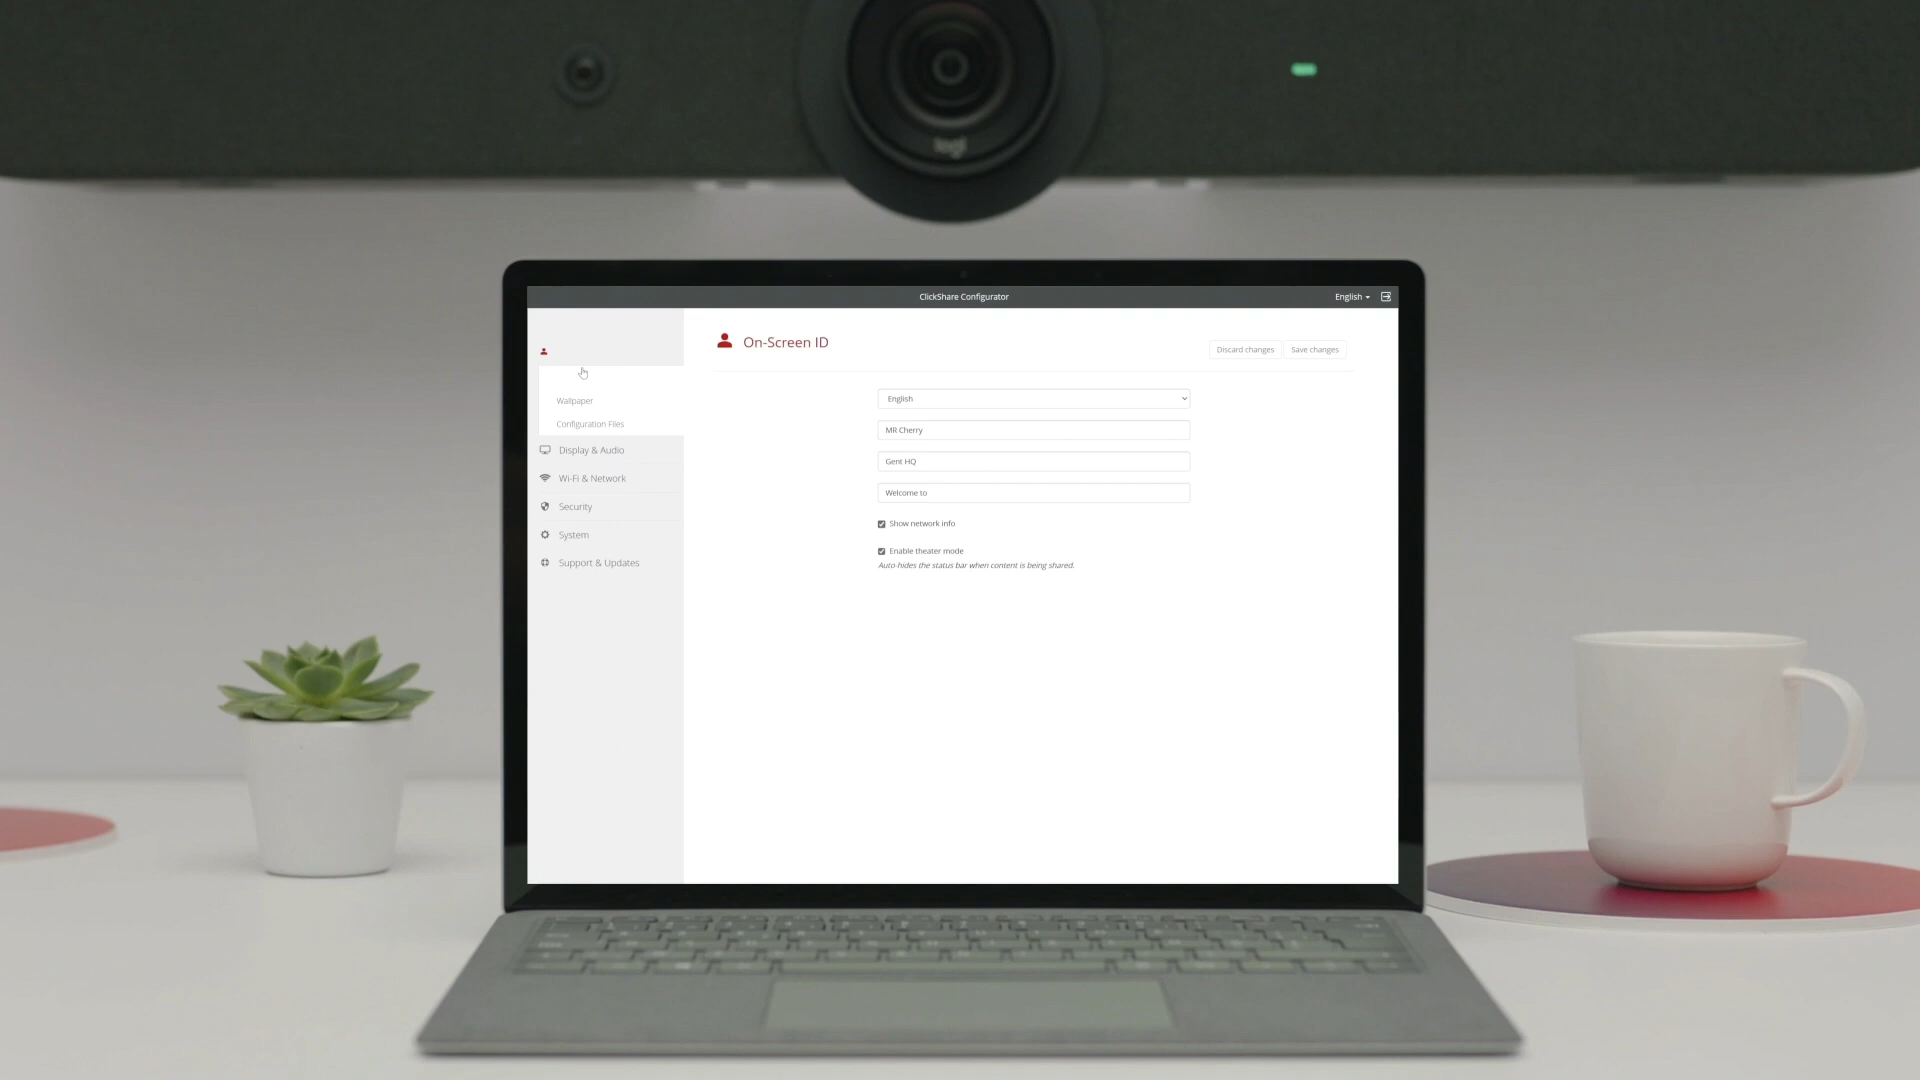 logi
ClickShare Configurator
English
On-Screen ID
Discard changes
Save changes
Wallpaper
Configuration Files
Display & Audio
Wi-Fi & Network
Security
System
Support & Updates
English
MR Cherry
Gent HQ
Welcome to
Show network info
Enable theater mode
Auto-hides the status bar when content is being shared.